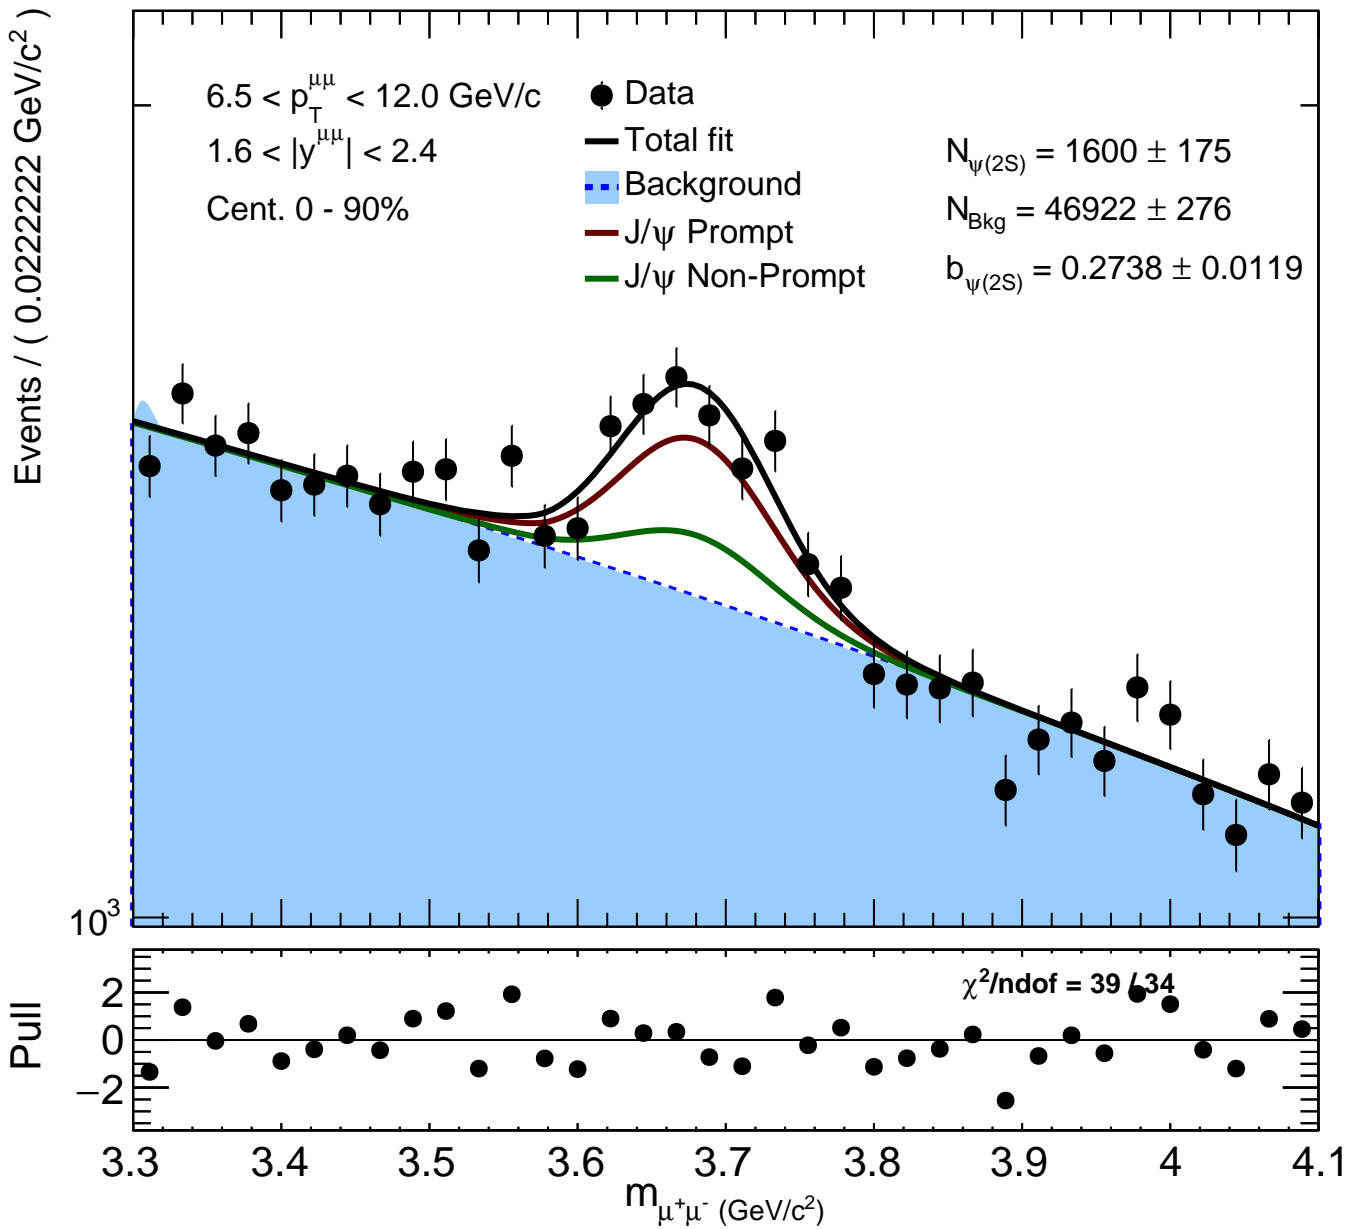 Events / ( 0.0222222 GeV/c²)
6.5 < p_T^μμ < 12.0 GeV/c
1.6 < |y^μμ| < 2.4
Cent. 0 - 90%
Data
Total fit
Background
J/ψ Prompt
J/ψ Non-Prompt
N_ψ(2S) = 1600 ± 175
N_Bkg = 46922 ± 276
b_ψ(2S) = 0.2738 ± 0.0119
10³
Pull
2
0
−2
χ²/ndof = 39 / 34
3.3 3.4 3.5 3.6 3.7 3.8 3.9 4 4.1
m_μ⁺μ⁻ (GeV/c²)